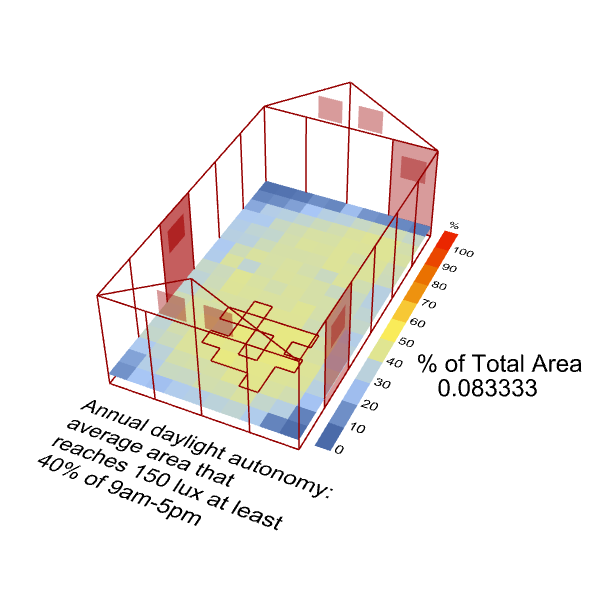 %
100
90
80
70
60
50
40
30
20
10
0
% of Total Area
0.083333
Annual daylight autonomy:
average area that
reaches 150 lux at least
40% of 9am-5pm